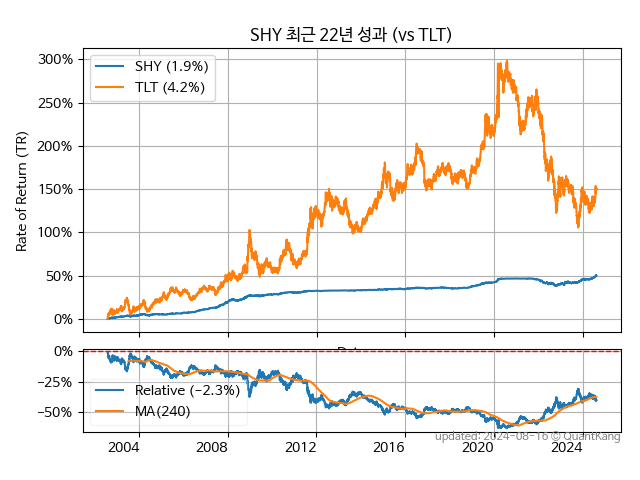 SHY 최근 22년 성과 (vs TLT)
SHY (1.9%)
TLT (4.2%)
Rate of Return (TR)
300%
250%
200%
150%
100%
50%
0%
0%
−25%
−50%
Relative (−2.3%)
MA(240)
2004 2008 2012 2016 2020 2024
updated: 2024-08-16 © QuantKang